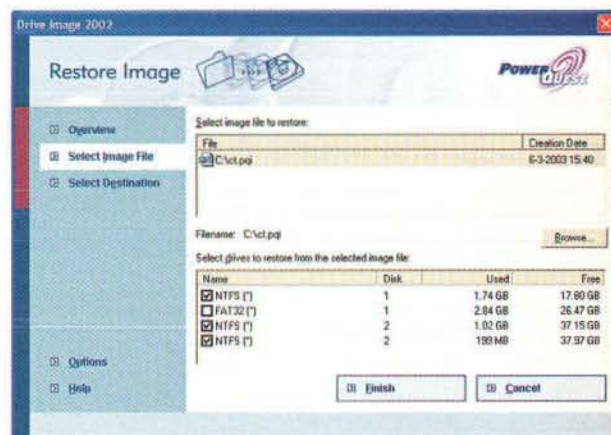 Drive Image 2002
Restore Image
POWERQUEST
Overview
Select Image File
Select Destination
Options
Help
Select image file to restore:
File Creation Date
C:\ct.pqi 6-3-2003 15:40
Filename: C:\ct.pqi
Browse...
Select drives to restore from the selected image file:
Name Disk Used Free
NTFS (*) 1 1.74 GB 17.80 GB
FAT32 (*) 1 2.84 GB 26.47 GB
NTFS (*) 2 1.02 GB 37.15 GB
NTFS (*) 2 199 MB 37.97 GB
Finish
Cancel